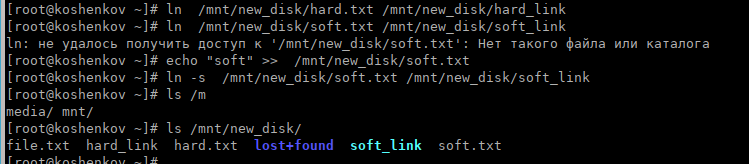 [root@koshenkov ~]# ln  /mnt/new_disk/hard.txt /mnt/new_disk/hard_link
[root@koshenkov ~]# ln  /mnt/new_disk/soft.txt /mnt/new_disk/soft_link
ln: не удалось получить доступ к '/mnt/new_disk/soft.txt': Нет такого файла или каталога
[root@koshenkov ~]# echo "soft" >>  /mnt/new_disk/soft.txt
[root@koshenkov ~]# ln -s  /mnt/new_disk/soft.txt /mnt/new_disk/soft_link
[root@koshenkov ~]# ls /m
media/ mnt/
[root@koshenkov ~]# ls /mnt/new_disk/
file.txt  hard_link  hard.txt  lost+found  soft_link  soft.txt
[root@koshenkov ~]#